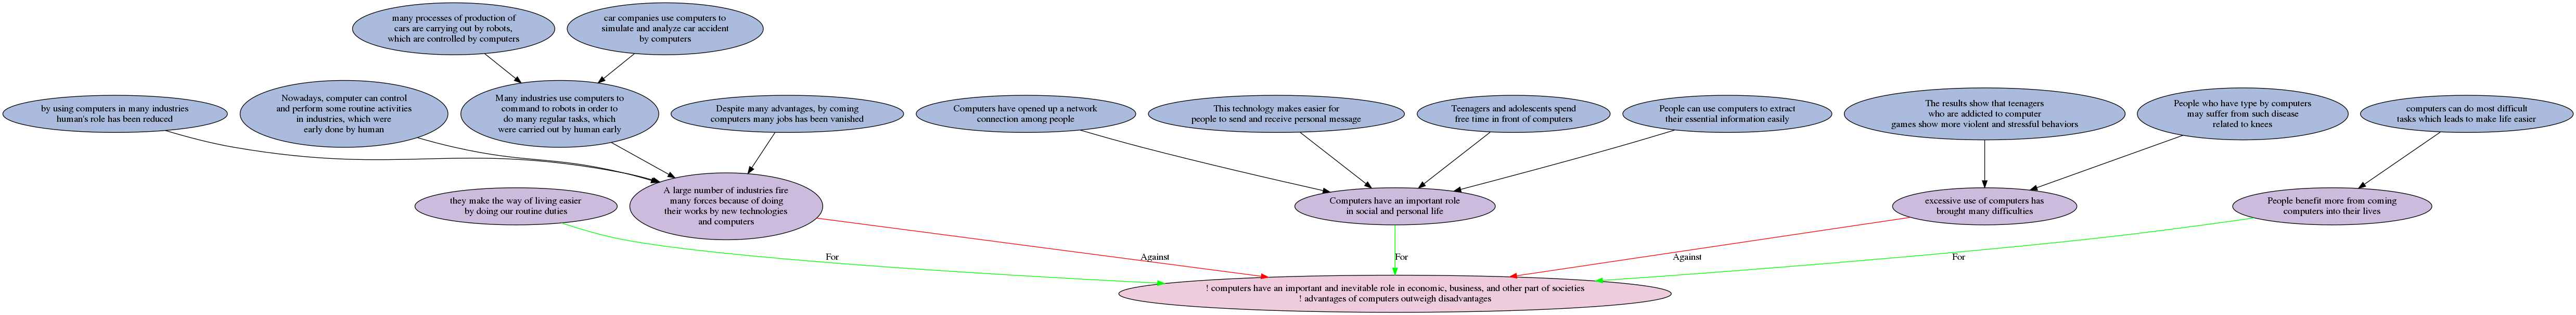 many processes of production of
cars are carrying out by robots,
which are controlled by computers
car companies use computers to
simulate and analyze car accident
by computers
by using computers in many industries
human's role has been reduced
Nowadays, computer can control
and perform some routine activities
in industries, which were
early done by human
Many industries use computers to
command to robots in order to
do many regular tasks, which
were carried out by human early
Despite many advantages, by coming
computers many jobs has been vanished
Computers have opened up a network
connection among people
This technology makes easier for
people to send and receive personal message
Teenagers and adolescents spend
free time in front of computers
People can use computers to extract
their essential information easily
The results show that teenagers
who are addicted to computer
games show more violent and stressful behaviors
People who have type by computers
may suffer from such disease
related to knees
computers can do most difficult
tasks which leads to make life easier
they make the way of living easier
by doing our routine duties
A large number of industries fire
many forces because of doing
their works by new technologies
and computers
Computers have an important role
in social and personal life
excessive use of computers has
brought many difficulties
People benefit more from coming
computers into their lives
For
Against
For
Against
For
! computers have an important and inevitable role in economic, business, and other part of societies
! advantages of computers outweigh disadvantages